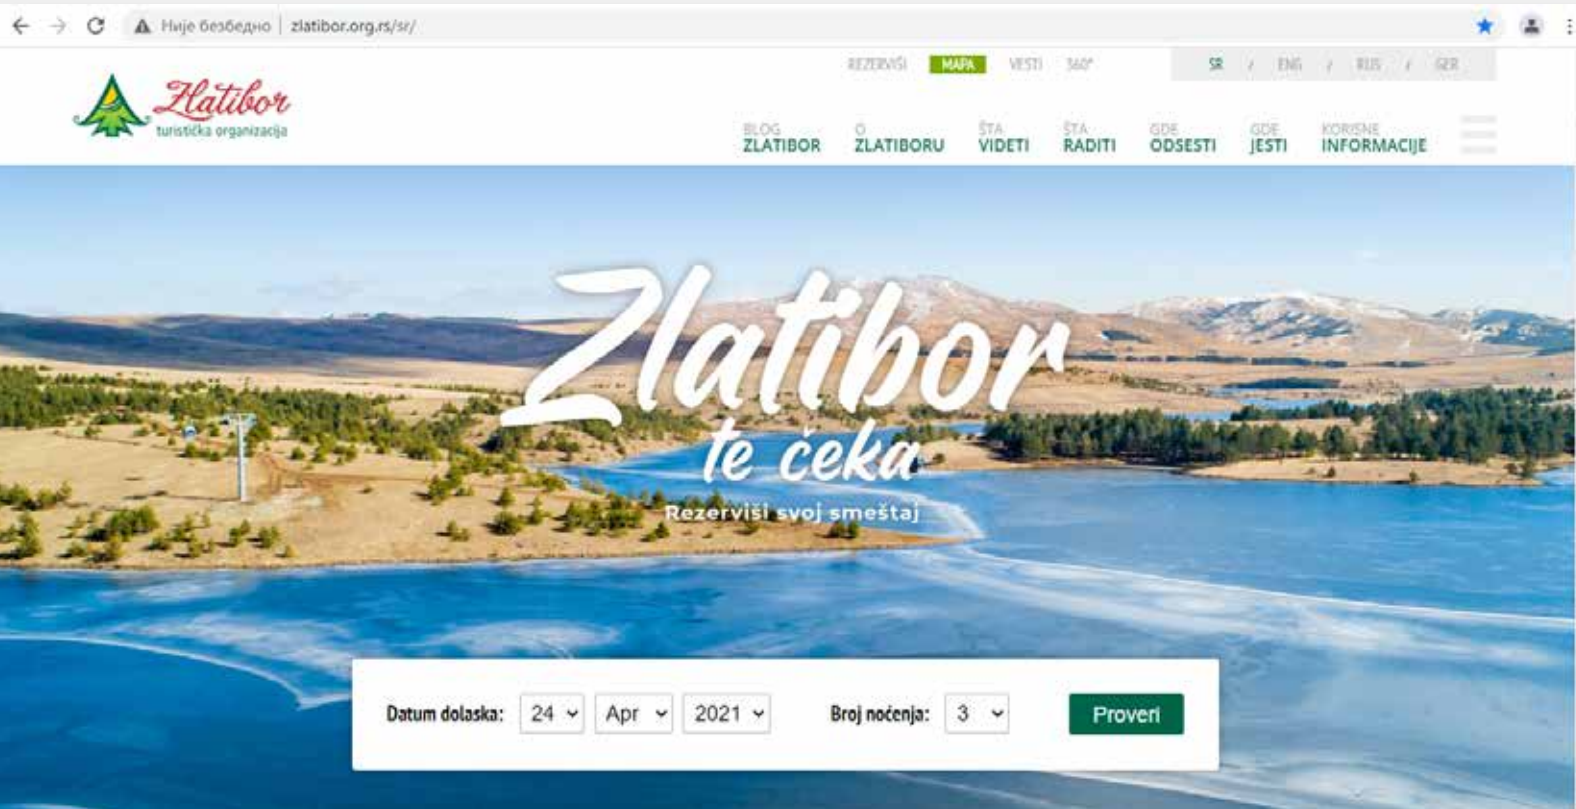 Није безбедно | zlatibor.org.rs/sr/
REZERVIŠI MAPA VESTI 360° SR / ENG / RUS / GER
Zlatibor
turistička organizacija
BLOG ZLATIBOR
O ZLATIBORU
ŠTA VIDETI
ŠTA RADITI
GDE ODSESTI
GDE JESTI
KORISNE INFORMACIJE
Zlatibor
te čeka
Rezerviši svoj smeštaj
Datum dolaska: 24 Apr 2021 Broj noćenja: 3 Proveri